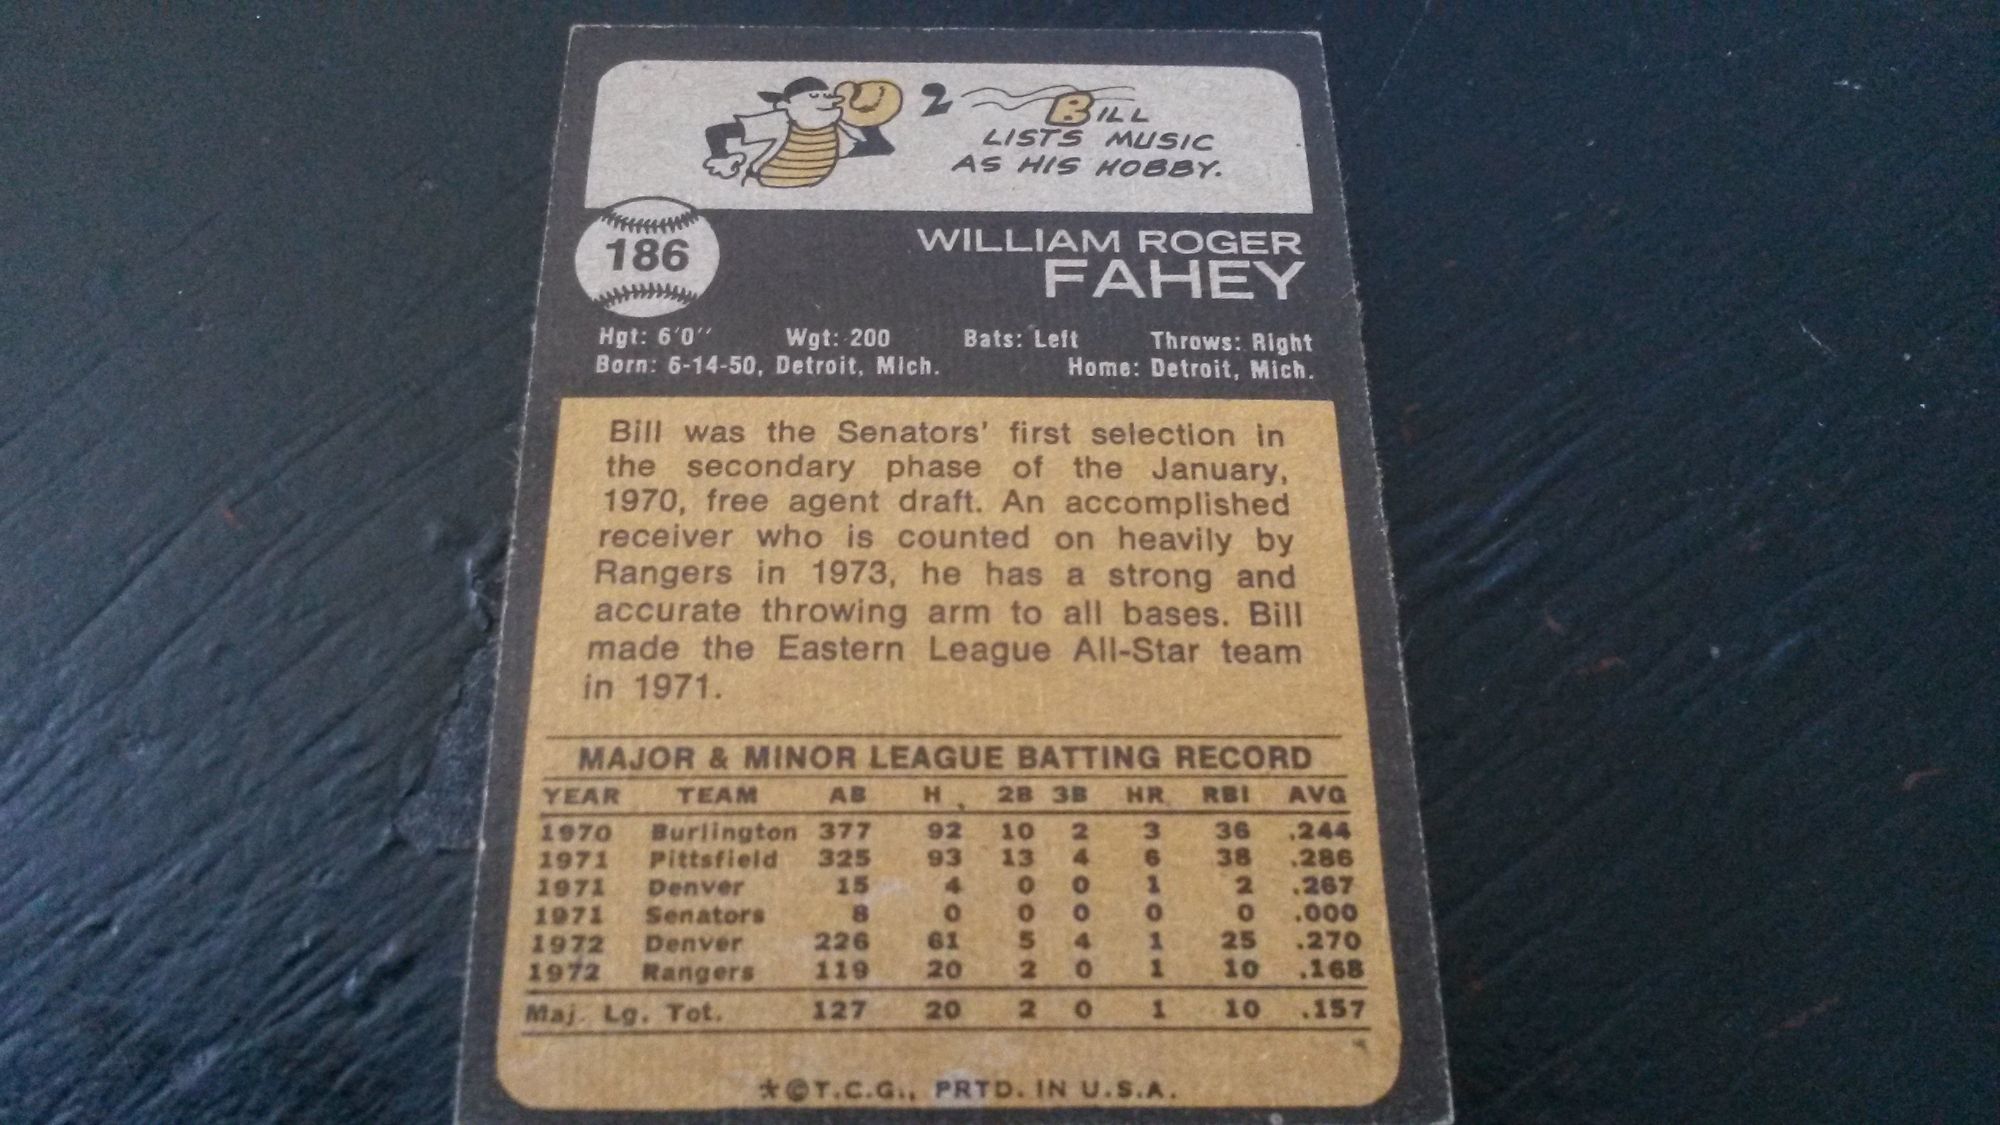 2 BILL
LISTS MUSIC
AS HIS HOBBY.
186
WILLIAM ROGER
FAHEY
Hgt: 6'0" Wgt: 200 Bats: Left Throws: Right
Born: 6-14-50, Detroit, Mich. Home: Detroit, Mich.
Bill was the Senators' first selection in
the secondary phase of the January,
1970, free agent draft. An accomplished
receiver who is counted on heavily by
Rangers in 1973, he has a strong and
accurate throwing arm to all bases. Bill
made the Eastern League All-Star team
in 1971.
MAJOR & MINOR LEAGUE BATTING RECORD
YEAR TEAM AB H 2B 3B HR RBI AVG
1970 Burlington 377 92 10 2 3 36 .244
1971 Pittsfield 325 93 13 4 6 38 .286
1971 Denver 15 4 0 0 1 2 .267
1971 Senators 8 0 0 0 0 0 .000
1972 Denver 226 61 5 4 1 25 .270
1972 Rangers 119 20 2 0 1 10 .168
Maj. Lg. Tot. 127 20 2 0 1 10 .157
*©T.C.G., PRTD. IN U.S.A.